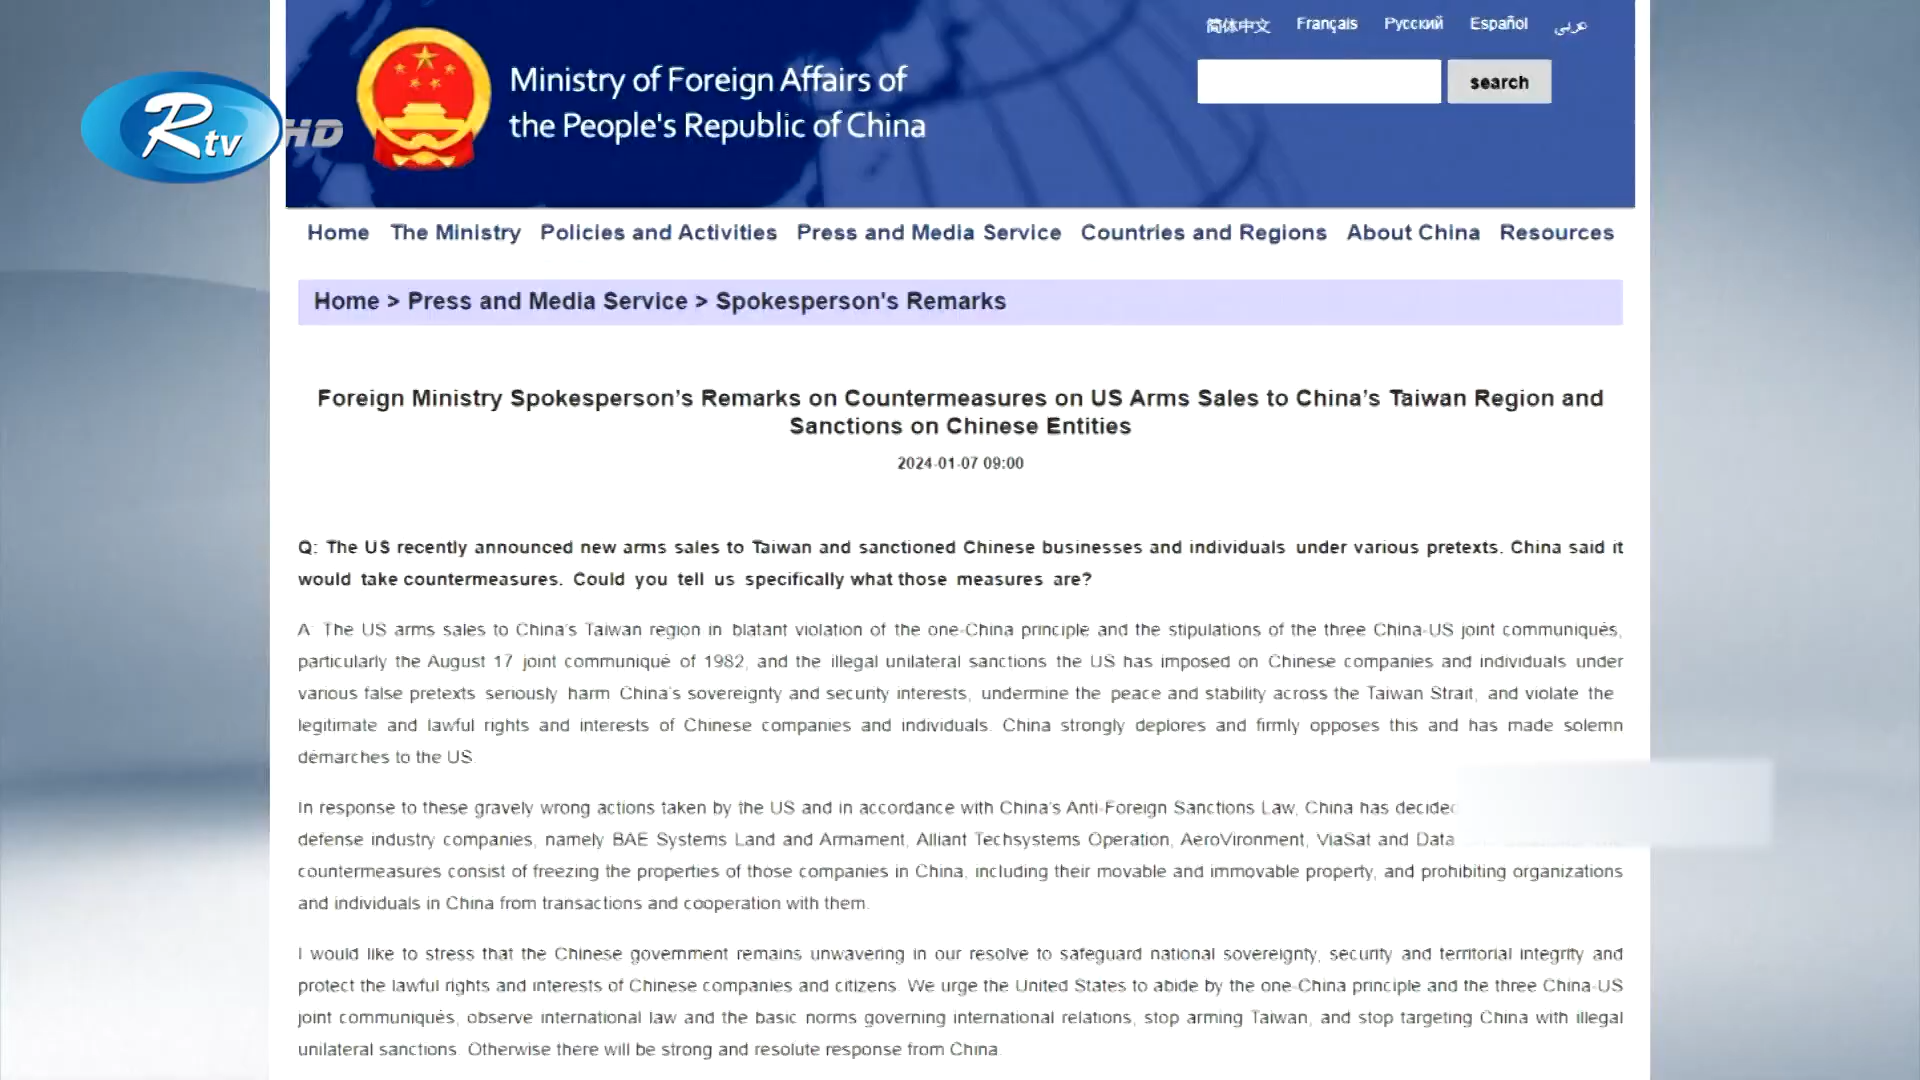 简体中文 Français Русский Español عربي
Rtv HD
Ministry of Foreign Affairs of
the People's Republic of China
search
Home The Ministry Policies and Activities Press and Media Service Countries and Regions About China Resources
Home > Press and Media Service > Spokesperson's Remarks
Foreign Ministry Spokesperson’s Remarks on Countermeasures on US Arms Sales to China’s Taiwan Region and
Sanctions on Chinese Entities
2024-01-07 09:00
Q: The US recently announced new arms sales to Taiwan and sanctioned Chinese businesses and individuals under various pretexts. China said it
would take countermeasures. Could you tell us specifically what those measures are?
A: The US arms sales to China’s Taiwan region in blatant violation of the one-China principle and the stipulations of the three China-US joint communiqués,
particularly the August 17 joint communiqué of 1982, and the illegal unilateral sanctions the US has imposed on Chinese companies and individuals under
various false pretexts seriously harm China’s sovereignty and security interests, undermine the peace and stability across the Taiwan Strait, and violate the
legitimate and lawful rights and interests of Chinese companies and individuals. China strongly deplores and firmly opposes this and has made solemn
démarches to the US.
In response to these gravely wrong actions taken by the US and in accordance with China’s Anti-Foreign Sanctions Law, China has
defense industry companies, namely BAE Systems Land and Armament, Alliant Techsystems Operation, AeroVironment, ViaSat and Data
countermeasures consist of freezing the properties of those companies in China, including their movable and immovable property, and prohibiting organizations
and individuals in China from transactions and cooperation with them.
I would like to stress that the Chinese government remains unwavering in our resolve to safeguard national sovereignty, security and territorial integrity and
protect the lawful rights and interests of Chinese companies and citizens. We urge the United States to abide by the one-China principle and the three China-US
joint communiqués, observe international law and the basic norms governing international relations, stop arming Taiwan, and stop targeting China with illegal
unilateral sanctions. Otherwise there will be strong and resolute response from China.